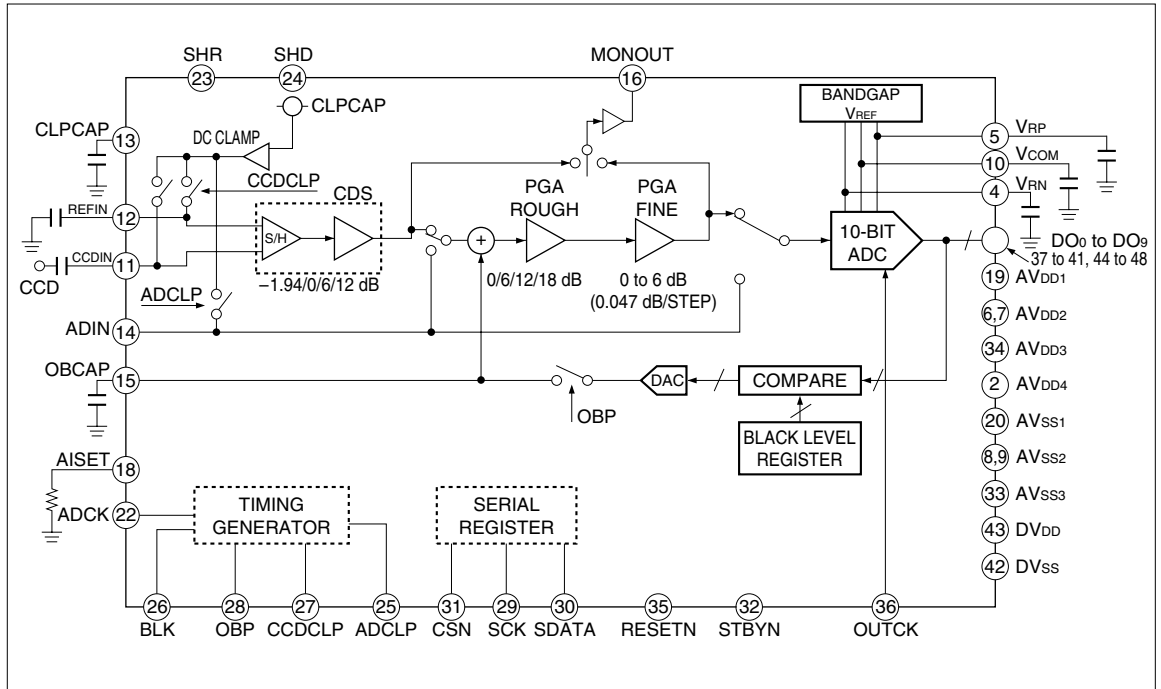 SHR
23
SHD
24
MONOUT
16
CLPCAP
BANDGAP
VREF
CLPCAP
13
DC CLAMP
5
VRP
10
VCOM
4
VRN
CCDCLP
CDS
PGA
ROUGH
PGA
FINE
REFIN
12
S/H
+
10-BIT
ADC
CCDIN
11
CCD
DO0 to DO9
37 to 41, 44 to 48
−1.94/0/6/12 dB
0/6/12/18 dB
0 to 6 dB
(0.047 dB/STEP)
ADCLP
19
AVDD1
ADIN
14
6,7
AVDD2
34
AVDD3
OBCAP
15
DAC
COMPARE
2
AVDD4
OBP
20
AVSS1
BLACK LEVEL
REGISTER
8,9
AVSS2
AISET
18
33
AVSS3
ADCK
22
TIMING
GENERATOR
SERIAL
REGISTER
43
DVDD
42
DVSS
26
28
27
25
31
29
30
35
32
36
BLK
OBP
CCDCLP
ADCLP
CSN
SCK
SDATA
RESETN
STBYN
OUTCK